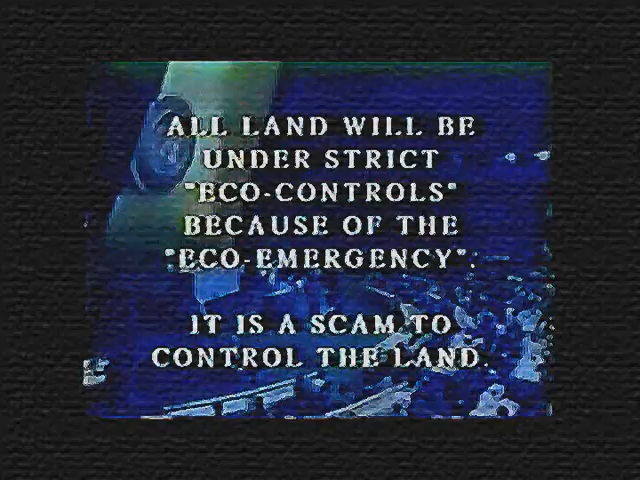 ALL LAND WILL BE
UNDER STRICT
"ECO-CONTROLS"
BECAUSE OF THE
"ECO-EMERGENCY".
IT IS A SCAM TO
CONTROL THE LAND.